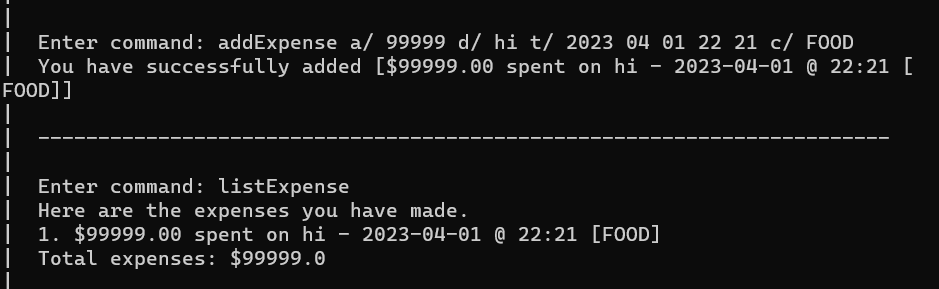 |
|
| Enter command: addExpense a/ 99999 d/ hi t/ 2023 04 01 22 21 c/ FOOD
| You have successfully added [$99999.00 spent on hi - 2023-04-01 @ 22:21 [
FOOD]]
|
| -----------------------------------------------------------------------
|
| Enter command: listExpense
| Here are the expenses you have made.
| 1. $99999.00 spent on hi - 2023-04-01 @ 22:21 [FOOD]
| Total expenses: $99999.0
|